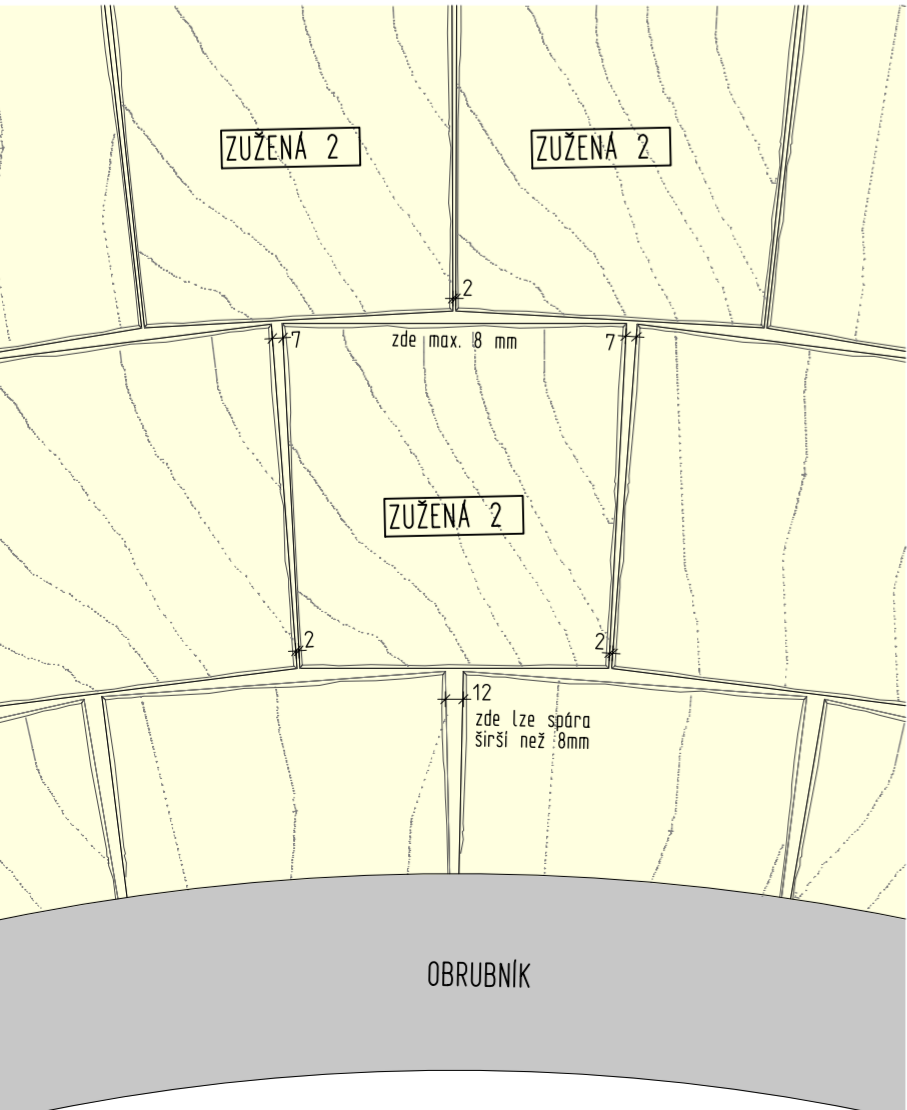 ZUŽENÁ 2
ZUŽENÁ 2
2
7
zde max. 8 mm
7
ZUŽENÁ 2
2
2
12
zde lze spára
širši než 8mm
OBRUBNÍK